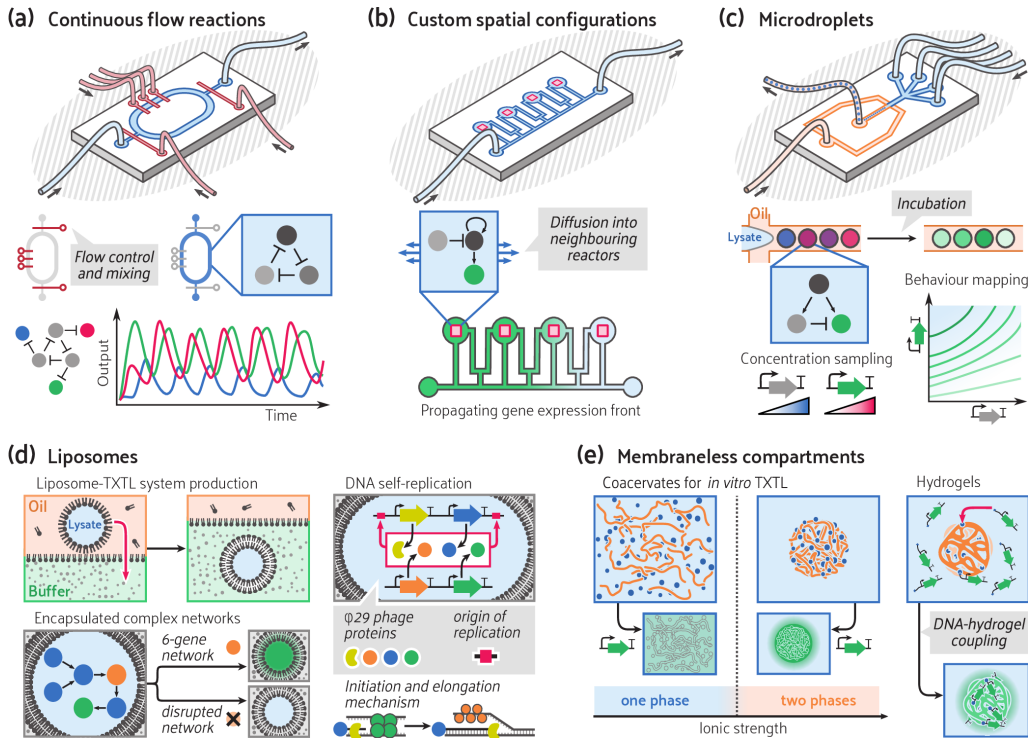 (a) Continuous flow reactions
(b) Custom spatial configurations
(c) Microdroplets
Flow control
and mixing
Output
Time
Diffusion into
neighbouring
reactors
Propagating gene expression front
Oil
Lysate
Incubation
Behaviour mapping
Concentration sampling
(d) Liposomes
Liposome-TXTL system production
Oil
Lysate
Buffer
Encapsulated complex networks
6-gene
network
disrupted
network
DNA self-replication
φ29 phage
proteins
origin of
replication
Initiation and elongation
mechanism
(e) Membraneless compartments
Coacervates for in vitro TXTL
one phase
two phases
Ionic strength
Hydrogels
DNA-hydrogel
coupling